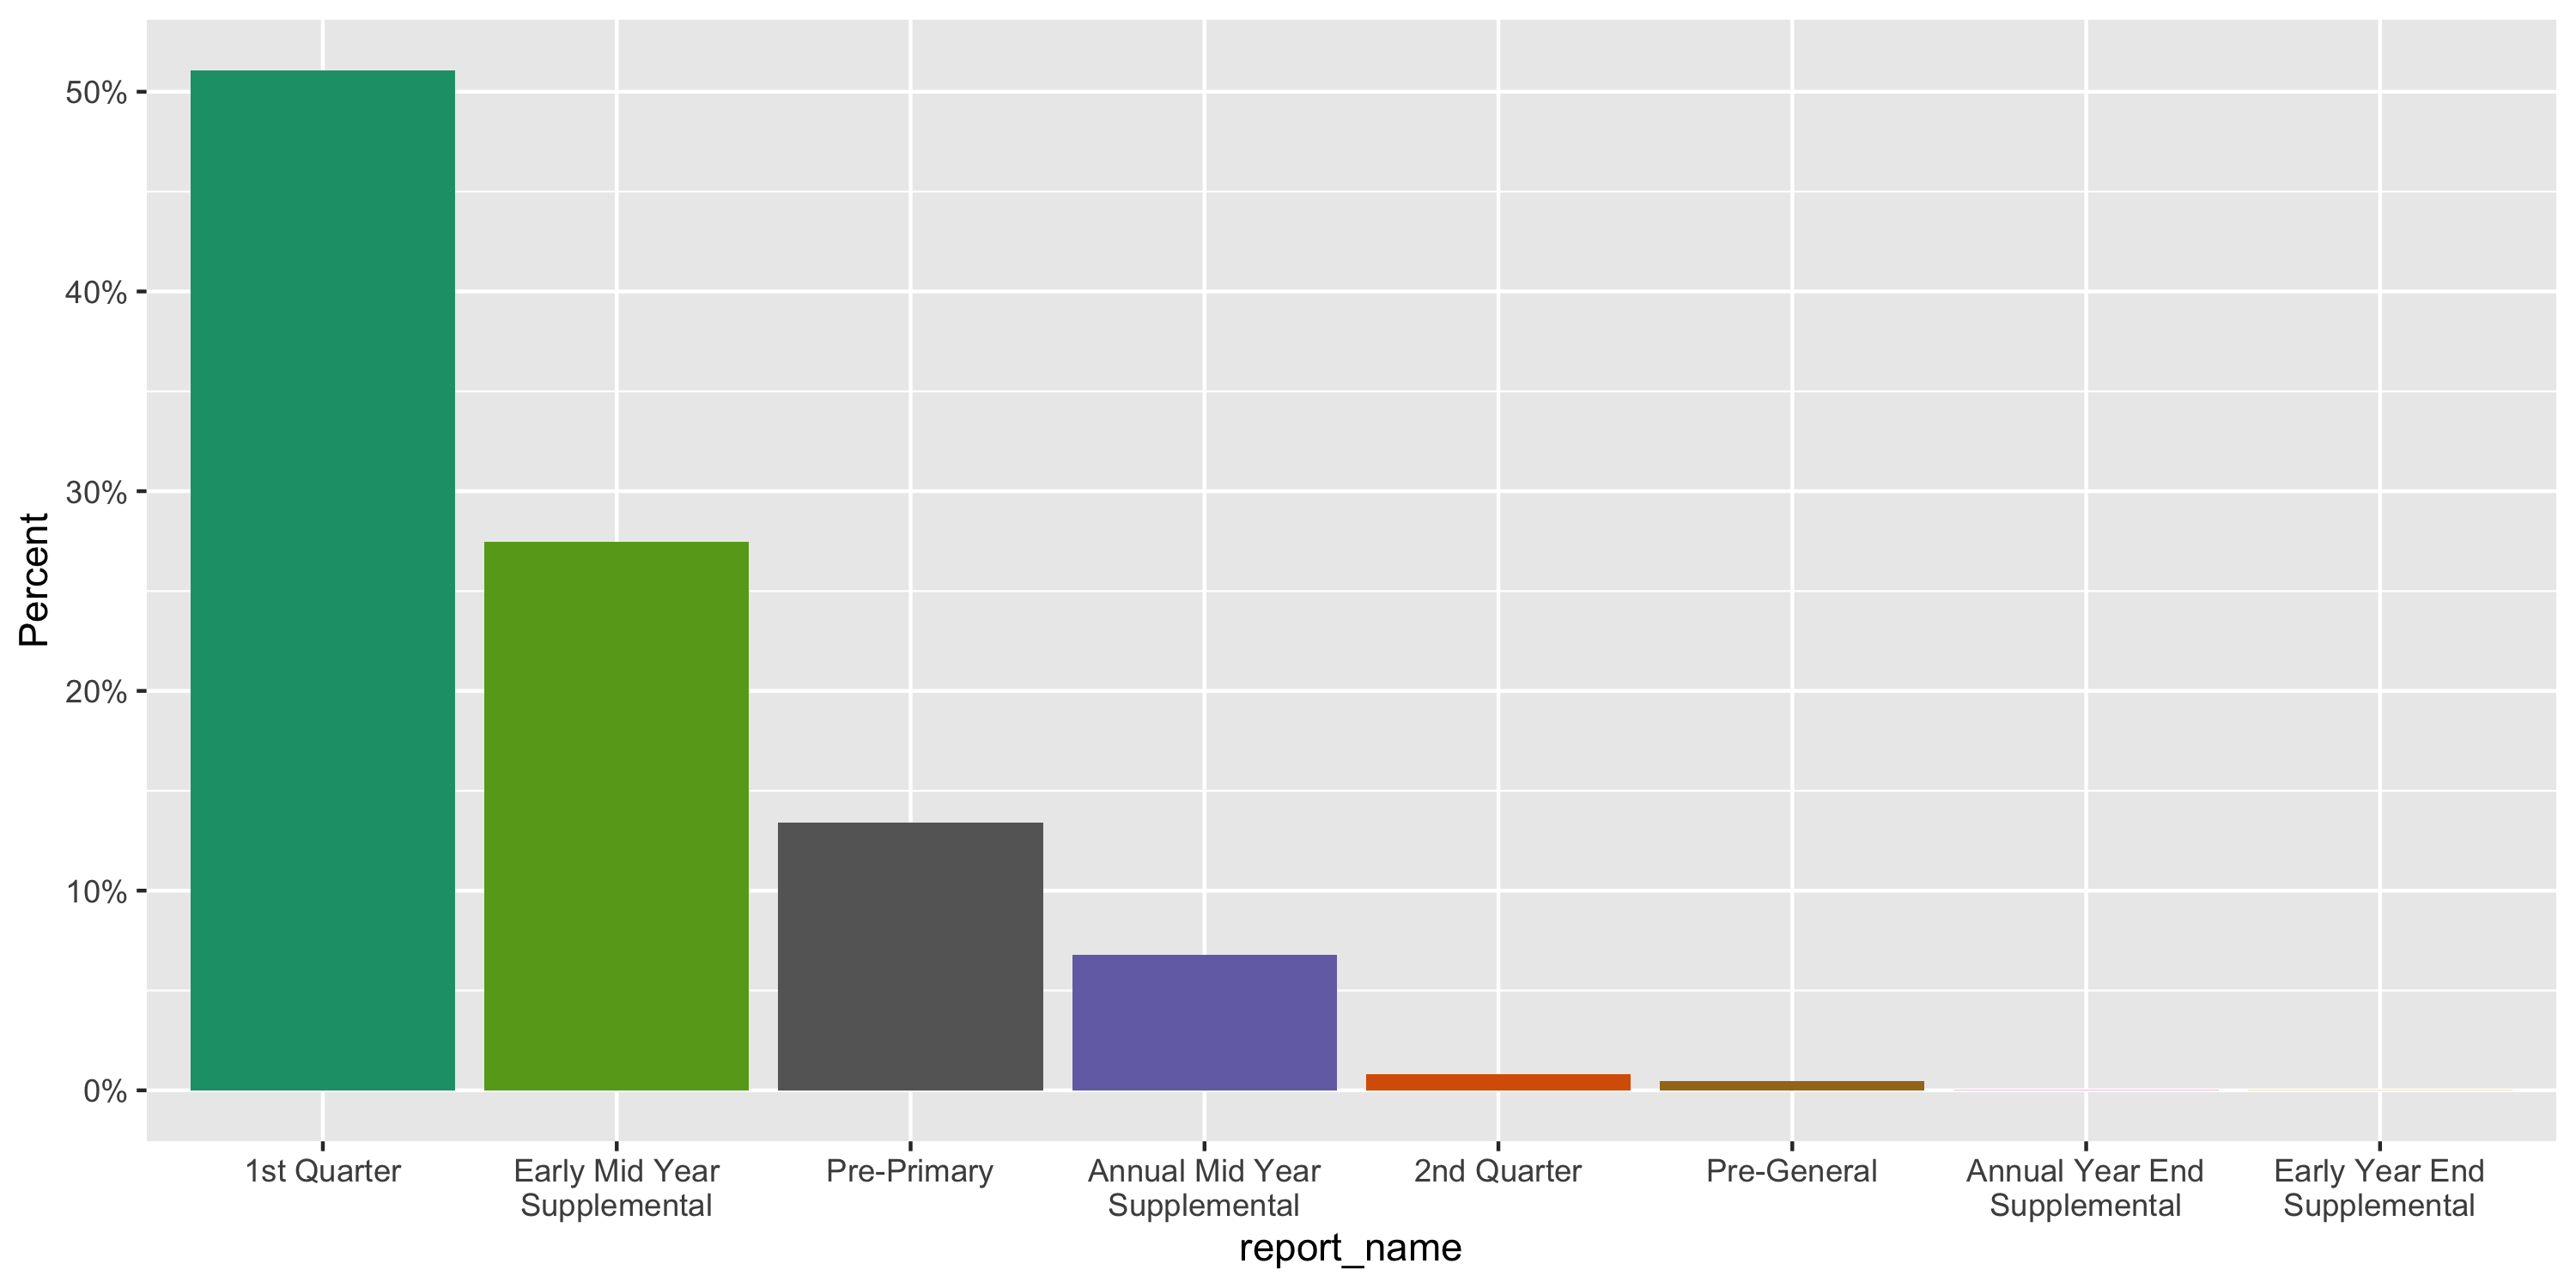 50%
40%
30%
20%
10%
0%
Percent
1st Quarter
Early Mid Year
Supplemental
Pre-Primary
Annual Mid Year
Supplemental
2nd Quarter
Pre-General
Annual Year End
Supplemental
Early Year End
Supplemental
report_name